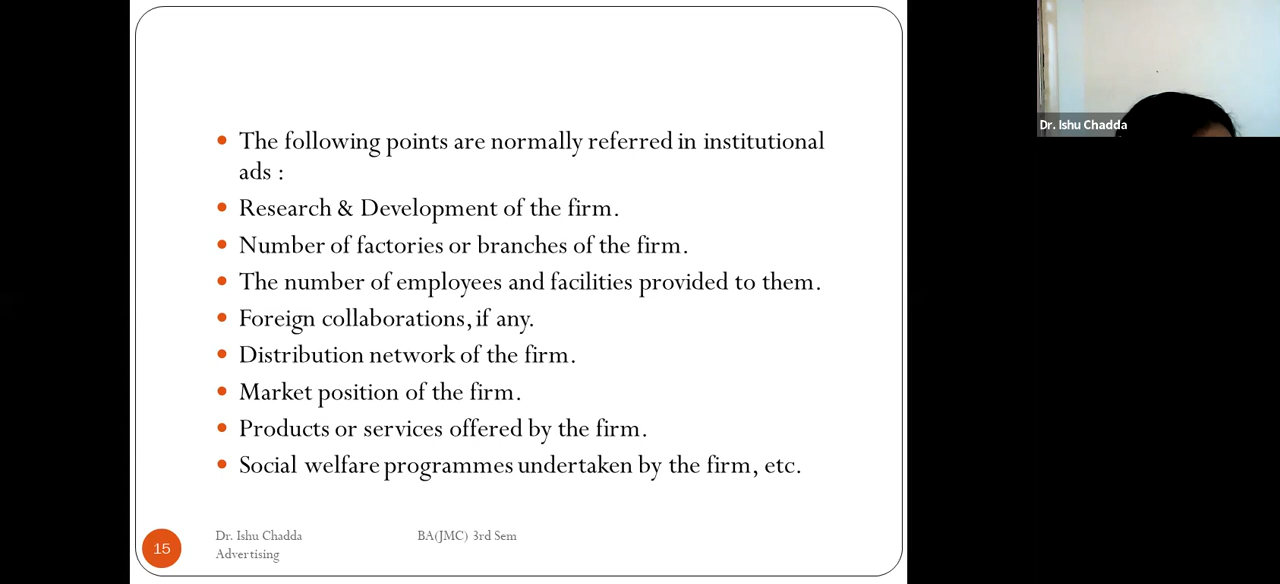 The following points are normally referred in institutional
ads :
Research & Development of the firm.
Number of factories or branches of the firm.
The number of employees and facilities provided to them.
Foreign collaborations, if any.
Distribution network of the firm.
Market position of the firm.
Products or services offered by the firm.
Social welfare programmes undertaken by the firm, etc.
15
Dr. Ishu Chadda BA(JMC) 3rd Sem
Advertising
Dr. Ishu Chadda